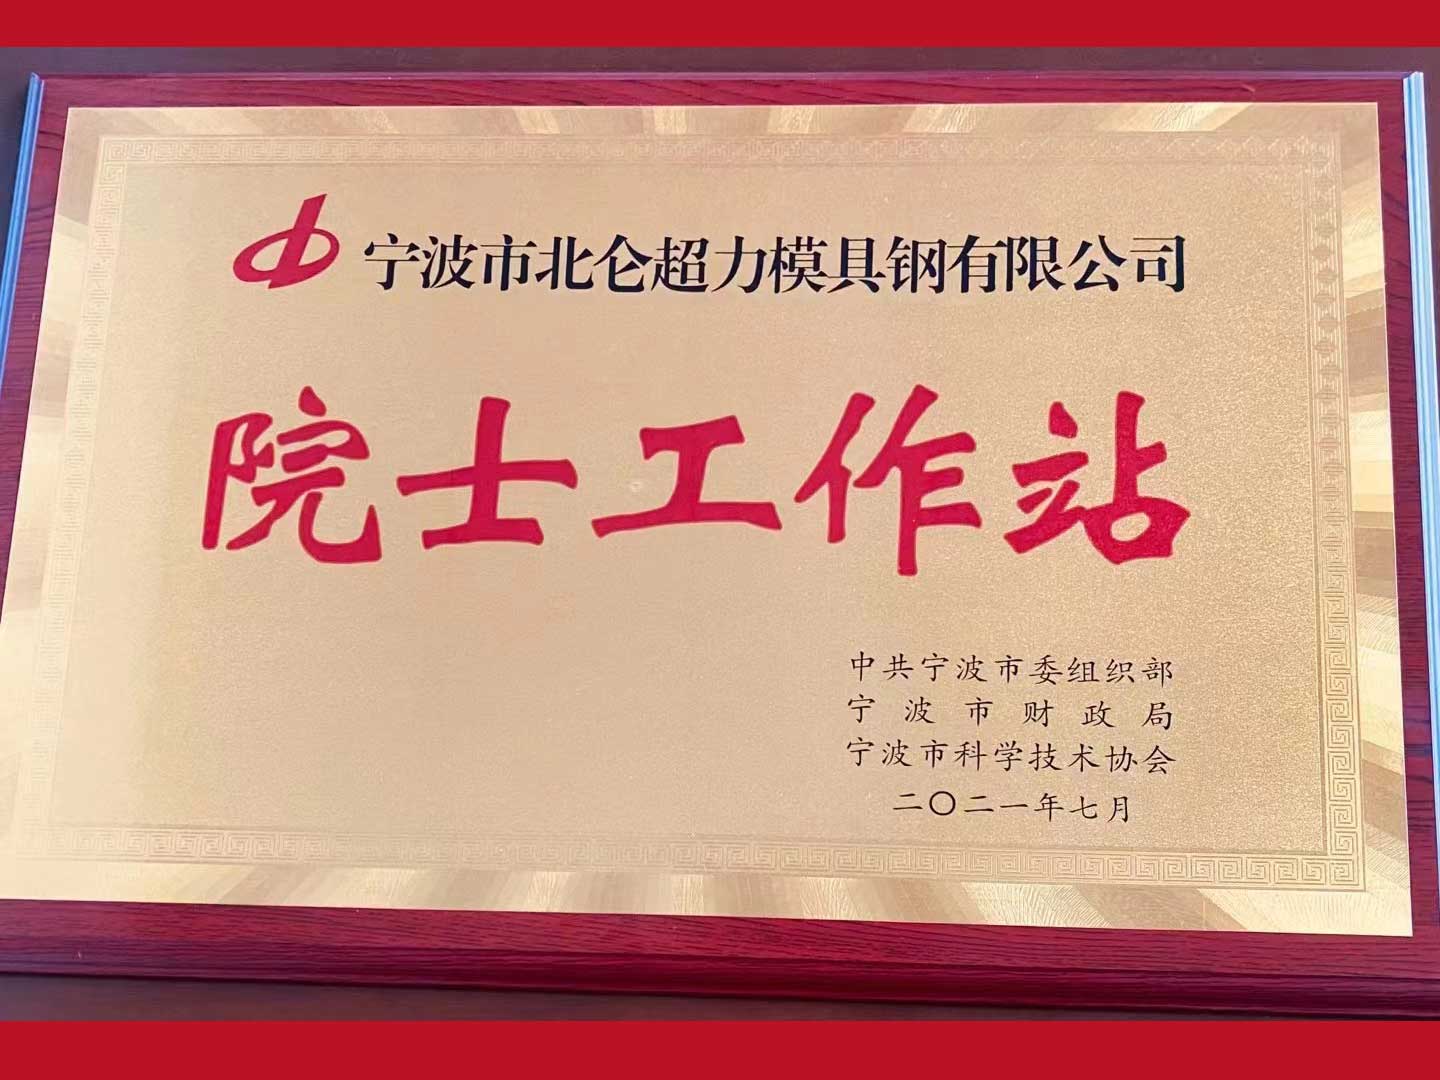 宁波市北仑超力模具钢有限公司
院士工作站
中共宁波市委组织部
宁波市财政局
宁波市科学技术协会
二〇二一年七月